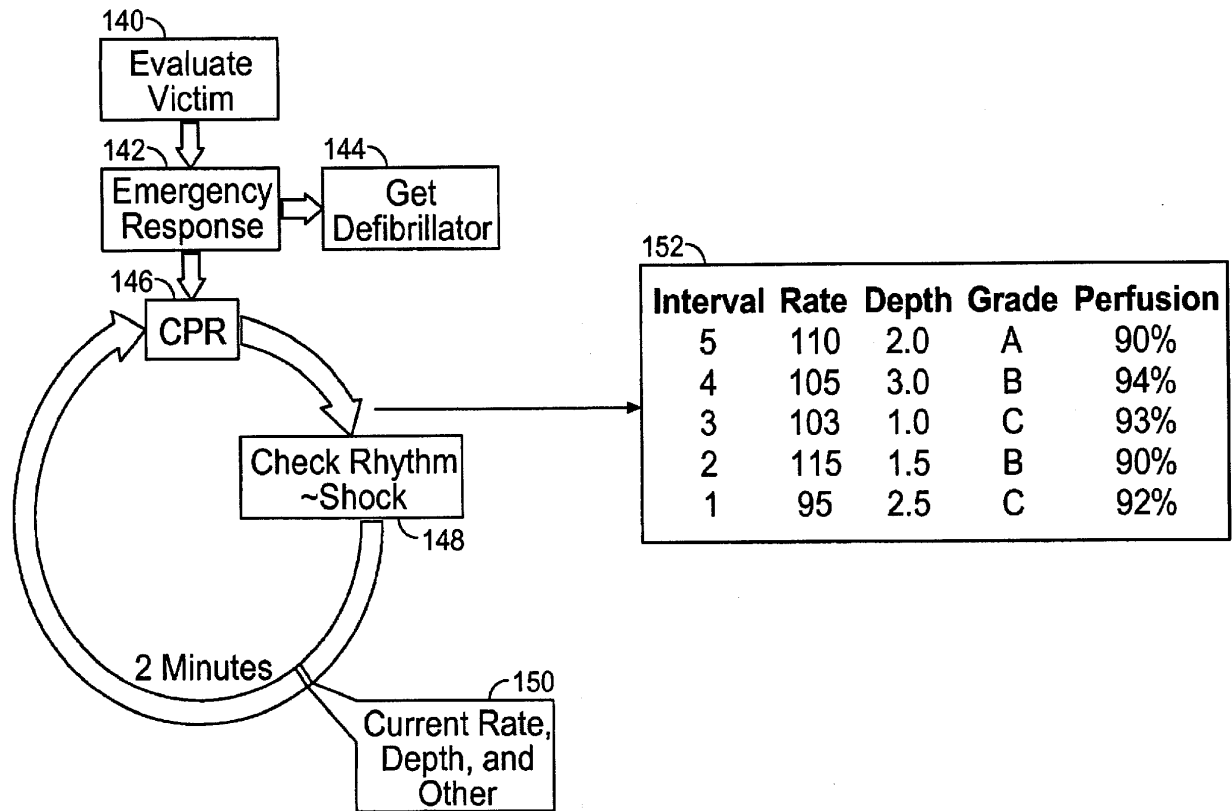 140
Evaluate
Victim
142
Emergency
Response
144
Get
Defibrillator
146
CPR
Check Rhythm
~Shock
148
2 Minutes
150
Current Rate,
Depth, and
Other
152
Interval Rate Depth Grade Perfusion
5 110 2.0 A 90%
4 105 3.0 B 94%
3 103 1.0 C 93%
2 115 1.5 B 90%
1 95 2.5 C 92%